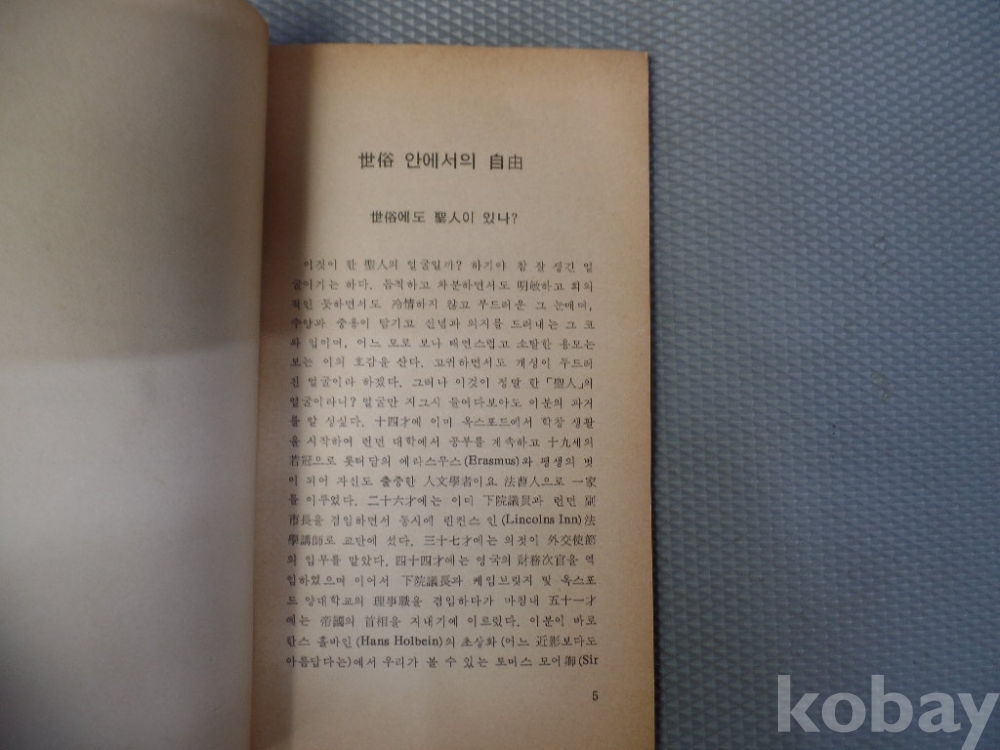 世俗 안에서의 自由
世俗에도 聖人이 있나?
이것이 한 聖人의 얼굴일까? 하기야 참 잘 생긴 얼
굴이기는 하다. 침착하고 차분하면서도 明敏하고 회의
적인 듯하면서도 冷情하지 않고 부드러운 그 눈매며,
수양과 중용이 담기고 신념과 의지를 드러내는 그 코
와 입이며, 어느 모로 보나 태연스럽고 소탈한 용모는
보는 이의 호감을 산다. 고귀하면서도 개성이 두드러
진 얼굴이라 하겠다. 그러나 이것이 정말 한 「聖人」의
얼굴이라니? 얼굴만 지그시 들여다보아도 이분의 과거
를 알 성싶다. 十四才에 이미 옥스포드에서 학창 생활
을 시작하여 런던 대학에서 공부를 계속하고 十九세의
若冠으로 롯터담의 에라스무스(Erasmus)와 평생의 벗
이 되어 자신도 출중한 人文學者이요 法曹人으로 一家
를 이루었다. 二十六才에는 이미 下院議員과 런던 副
市長을 겸임하면서 동시에 린컨스 인(Lincolns Inn)法
學講師로 교단에 섰다. 三十七才에는 의젓이 外交使節
의 임무를 맡았다. 四十四才에는 영국의 財務次官을 역
임하였으며 이어서 下院議長과 케임브릿지 및 옥스포
드 양대학교의 理事職을 겸임하다가 마침내 五十一才
에는 帝國의 首相을 지내기에 이르렀다. 이분이 바로
한스 홀바인(Hans Holbein)의 초상화(어느 近影보다도
아름답다는)에서 우리가 볼 수 있는 토머스 모어卿(Sir
5
kobay